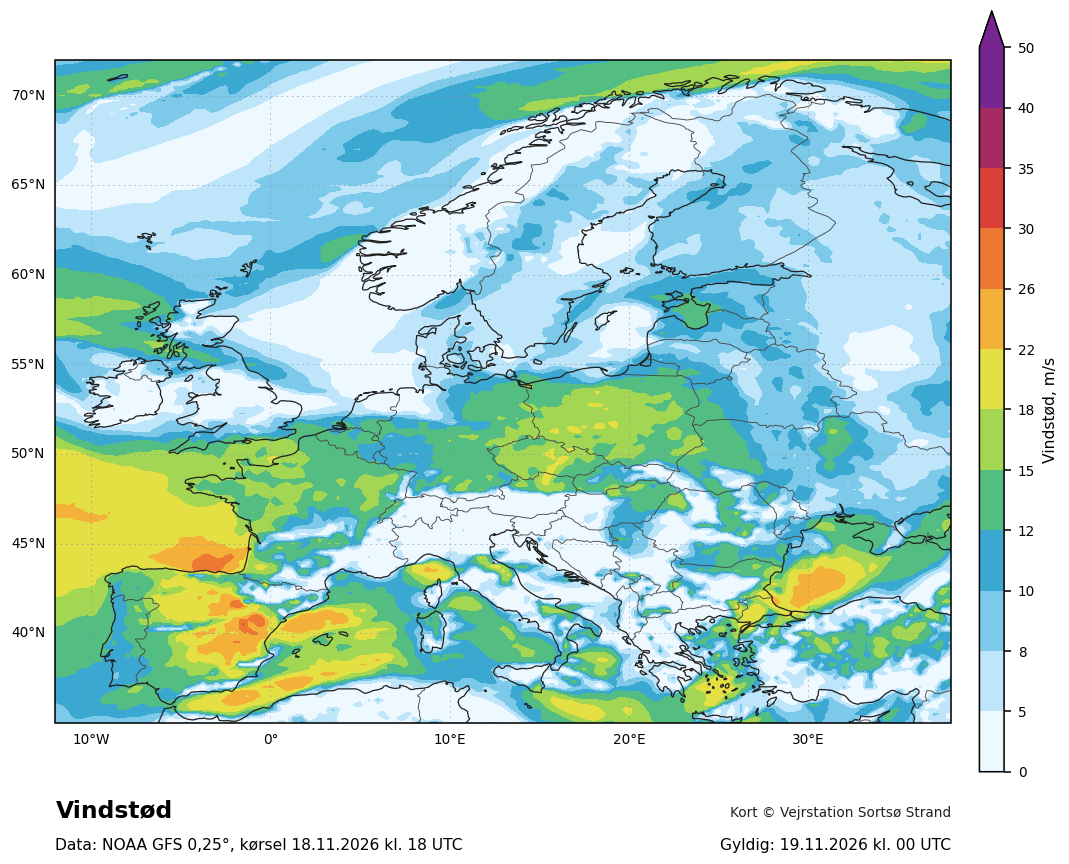 50
40
35
30
26
22
18
15
12
10
8
5
0
Vindstød, m/s
70°N
65°N
60°N
55°N
50°N
45°N
40°N
10°W
0°
10°E
20°E
30°E
Vindstød
Kort © Vejrstation Sortsø Strand
Data: NOAA GFS 0,25°, kørsel 18.11.2026 kl. 18 UTC
Gyldig: 19.11.2026 kl. 00 UTC